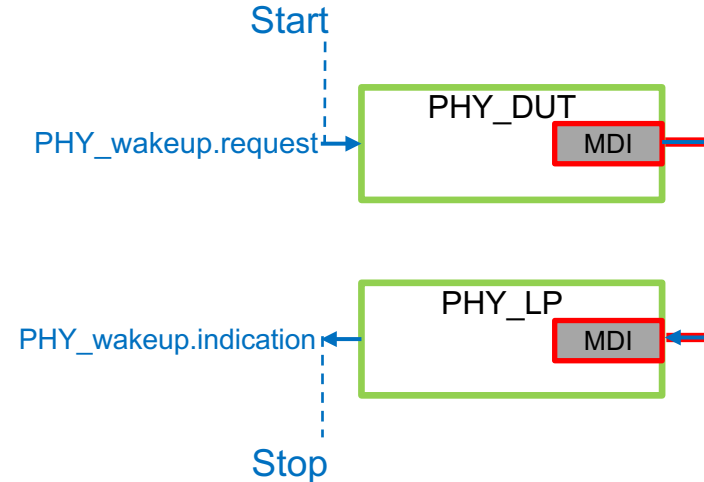 Start
PHY_DUT
PHY_wakeup.request
MDI
PHY_LP
PHY_wakeup.indication
MDI
Stop